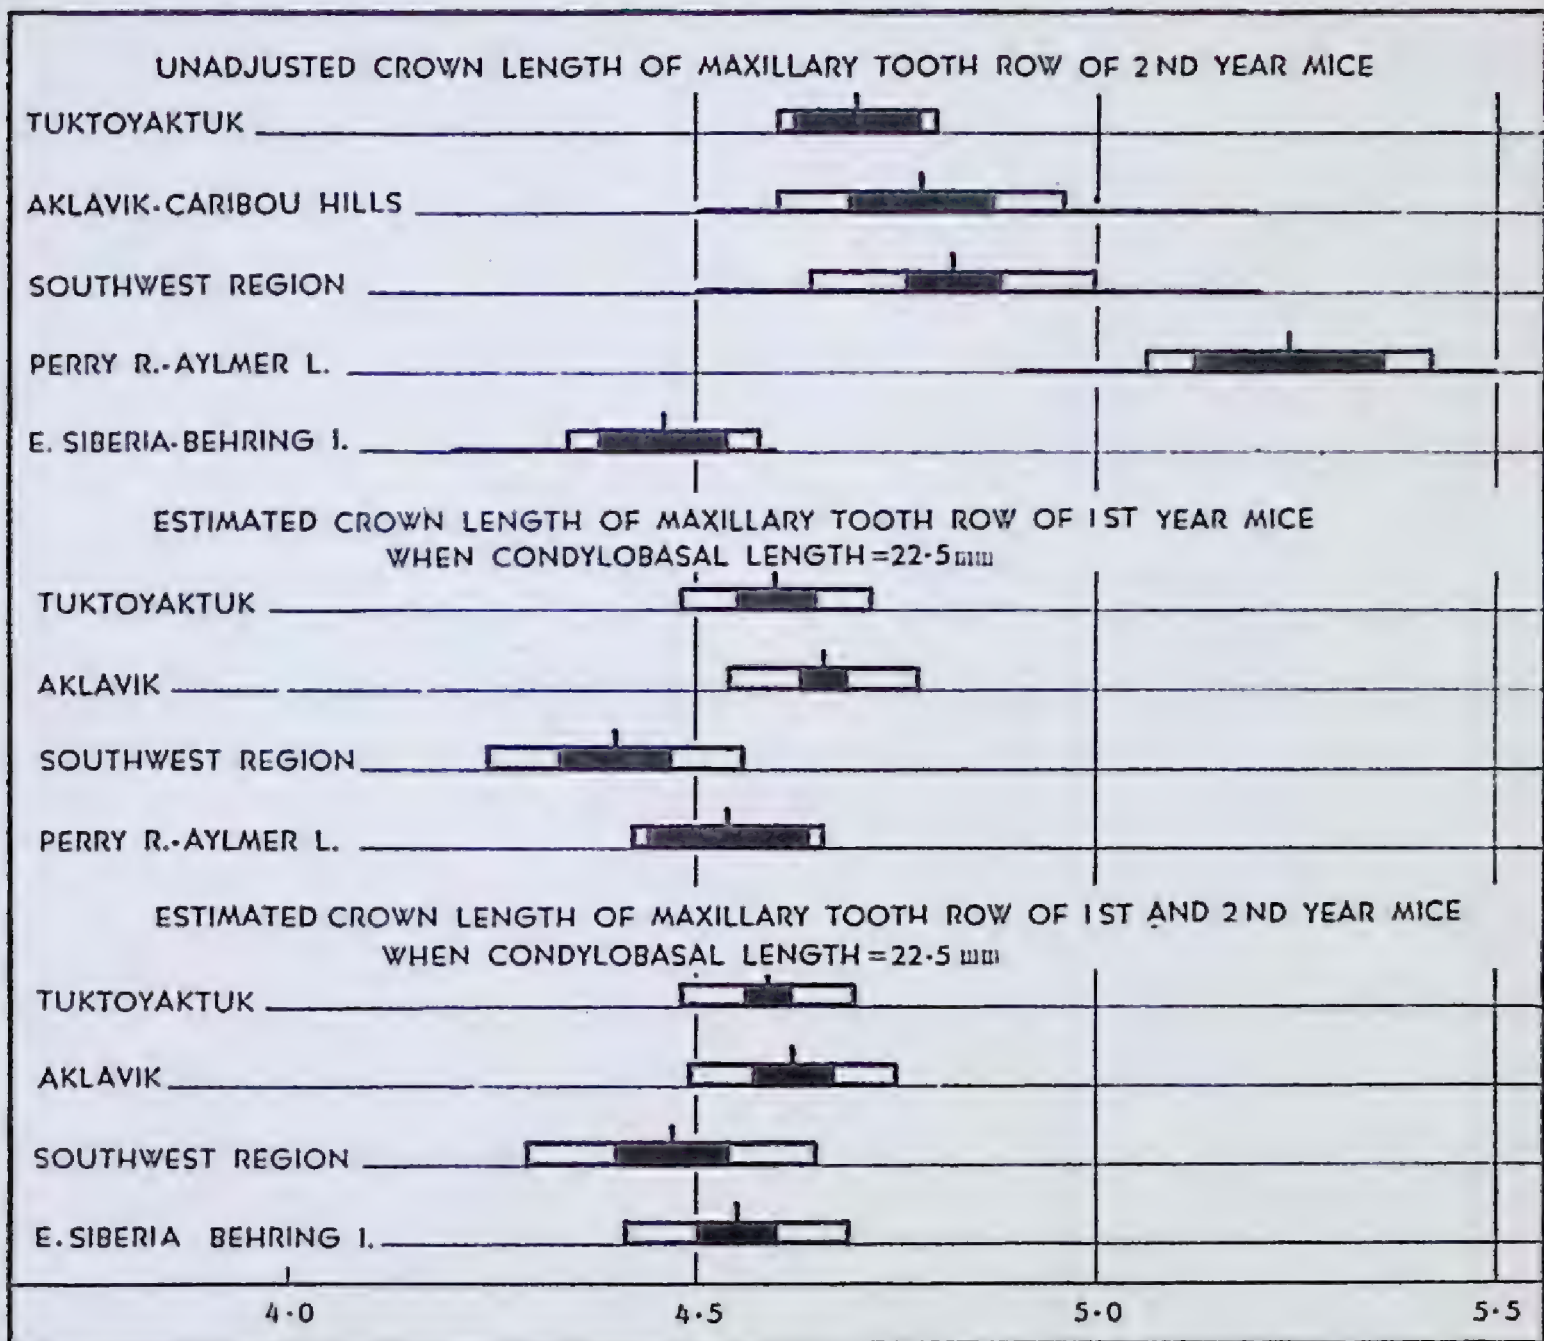 UNADJUSTED CROWN LENGTH OF MAXILLARY TOOTH ROW OF 2ND YEAR MICE
TUKTOYAKTUK
AKLAVIK-CARIBOU HILLS
SOUTHWEST REGION
PERRY R.-AYLMER L.
E. SIBERIA-BEHRING I.
ESTIMATED CROWN LENGTH OF MAXILLARY TOOTH ROW OF 1ST YEAR MICE
WHEN CONDYLOBASAL LENGTH=22·5mm
TUKTOYAKTUK
AKLAVIK
SOUTHWEST REGION
PERRY R.-AYLMER L.
ESTIMATED CROWN LENGTH OF MAXILLARY TOOTH ROW OF 1ST AND 2ND YEAR MICE
WHEN CONDYLOBASAL LENGTH=22·5 mm
TUKTOYAKTUK
AKLAVIK
SOUTHWEST REGION
E. SIBERIA BEHRING I.
4·0 4·5 5·0 5·5